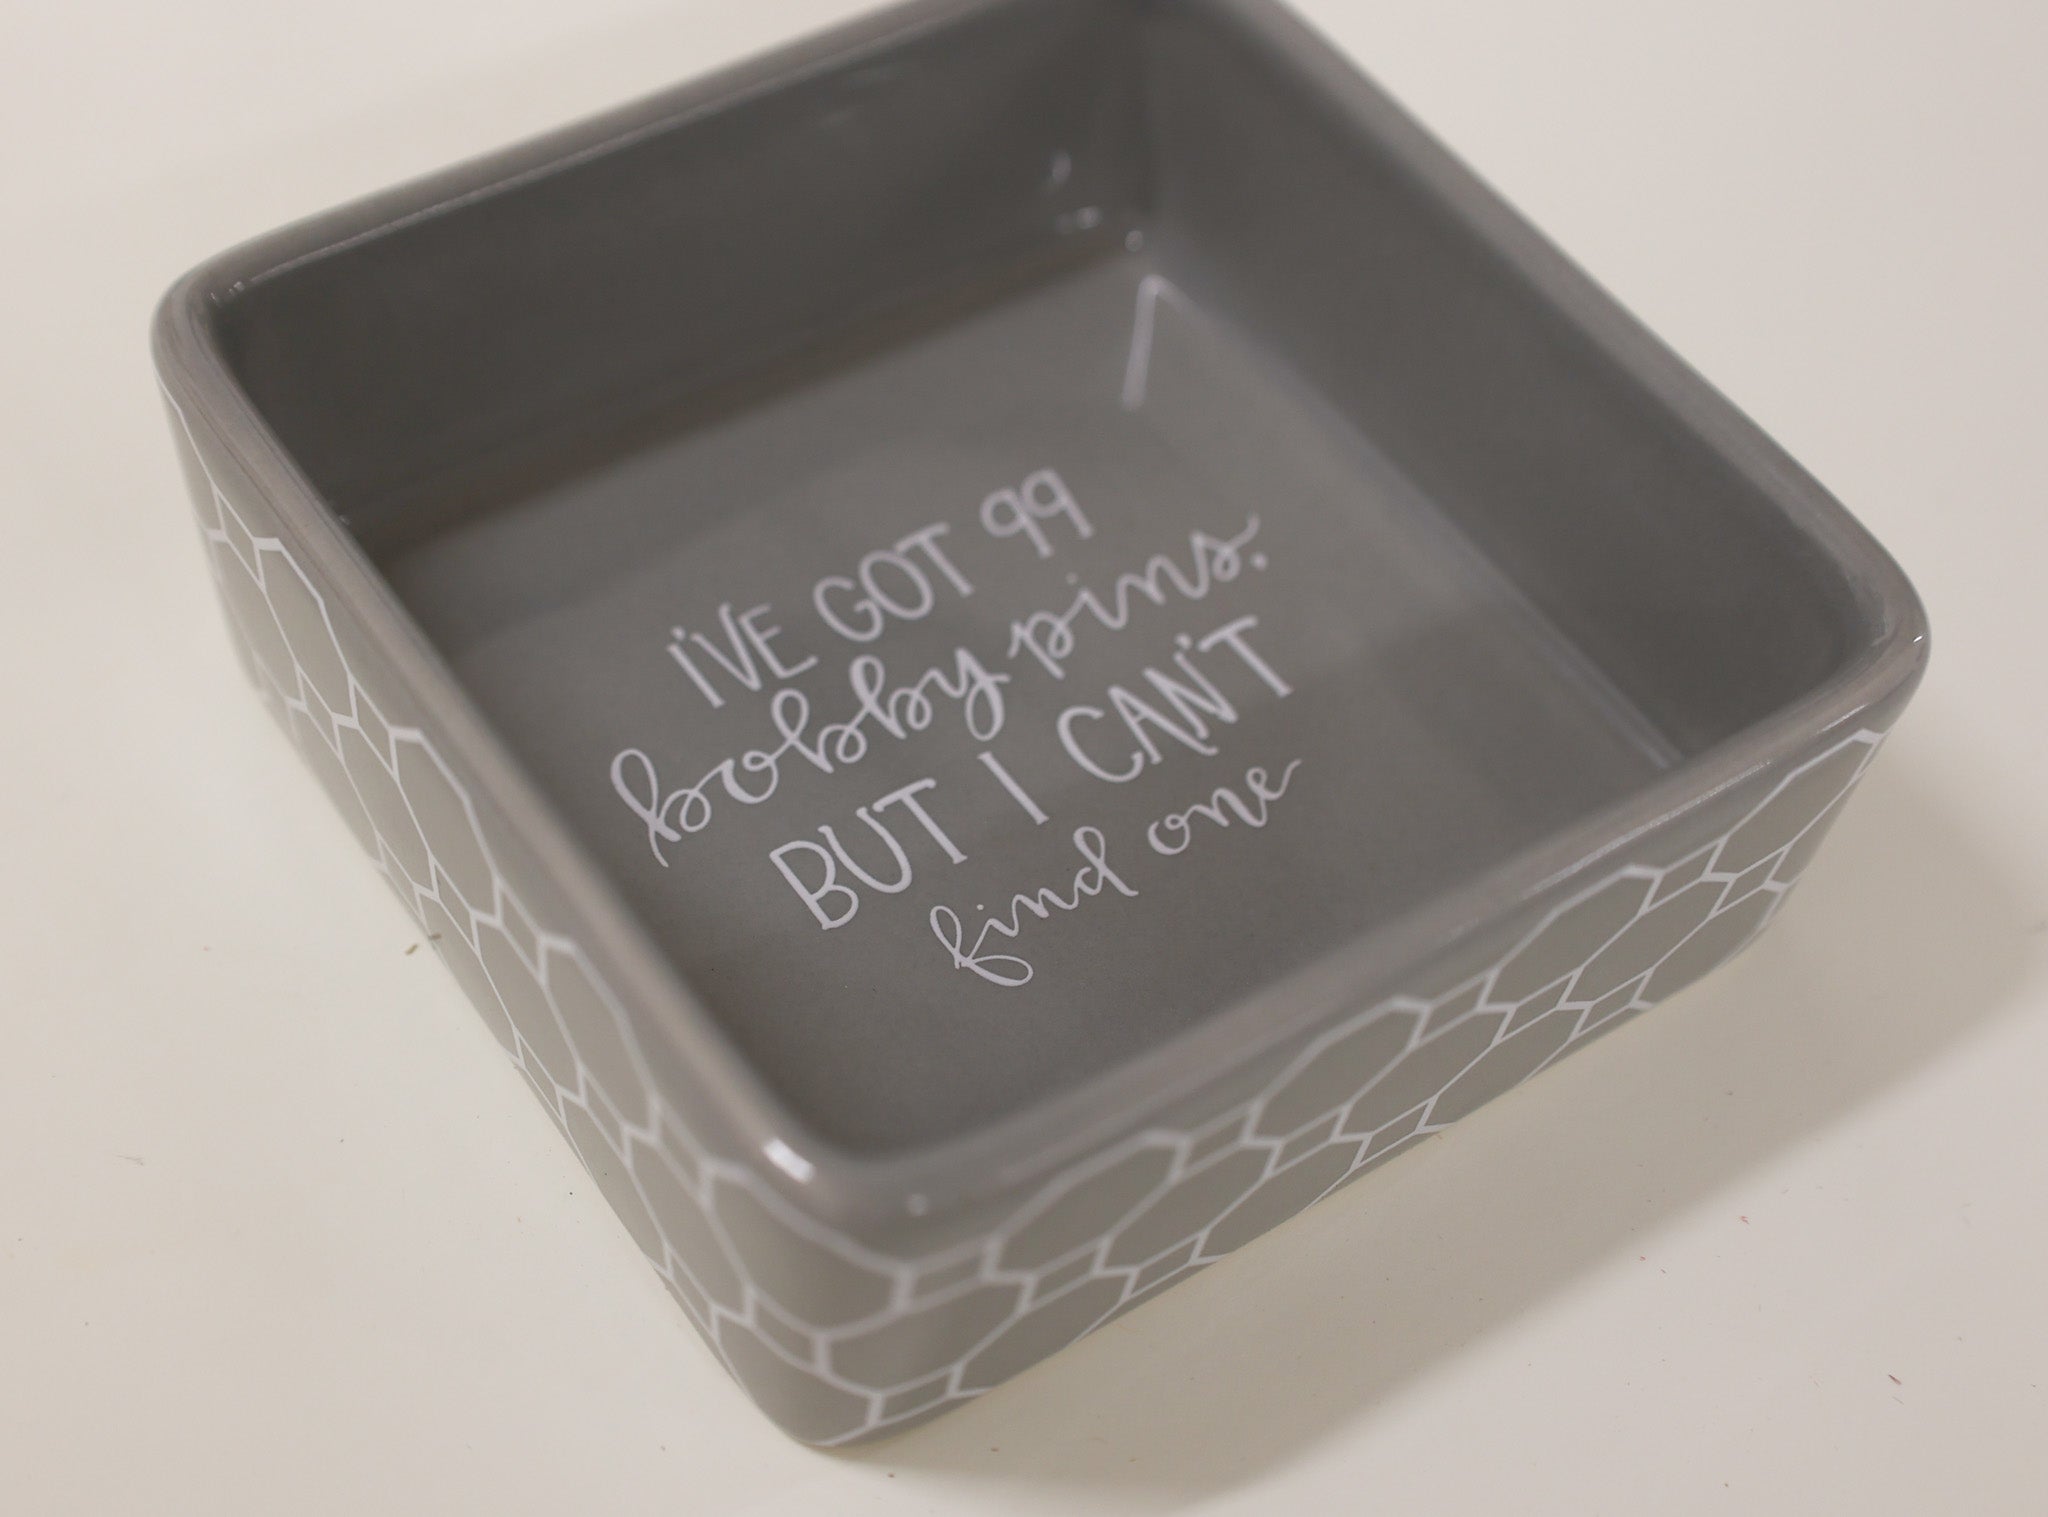 I'VE GOT 99
bobby pins.
BUT I CAN'T
find one